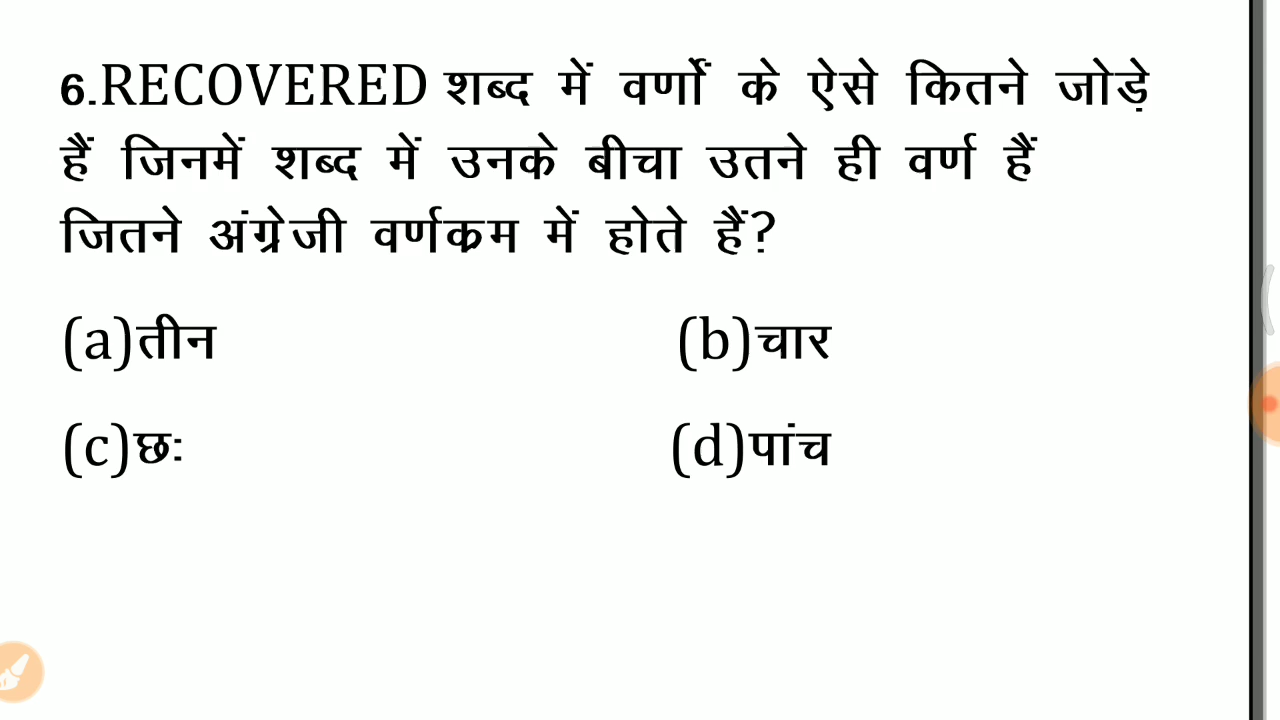 6.RECOVERED शब्द में वर्णों के ऐसे कितने जोड़े
हैं जिनमें शब्द में उनके बीचा उतने ही वर्ण हैं
जितने अंग्रेजी वर्णक्रम में होते हैं?
(a)तीन (b)चार
(c)छः (d)पांच